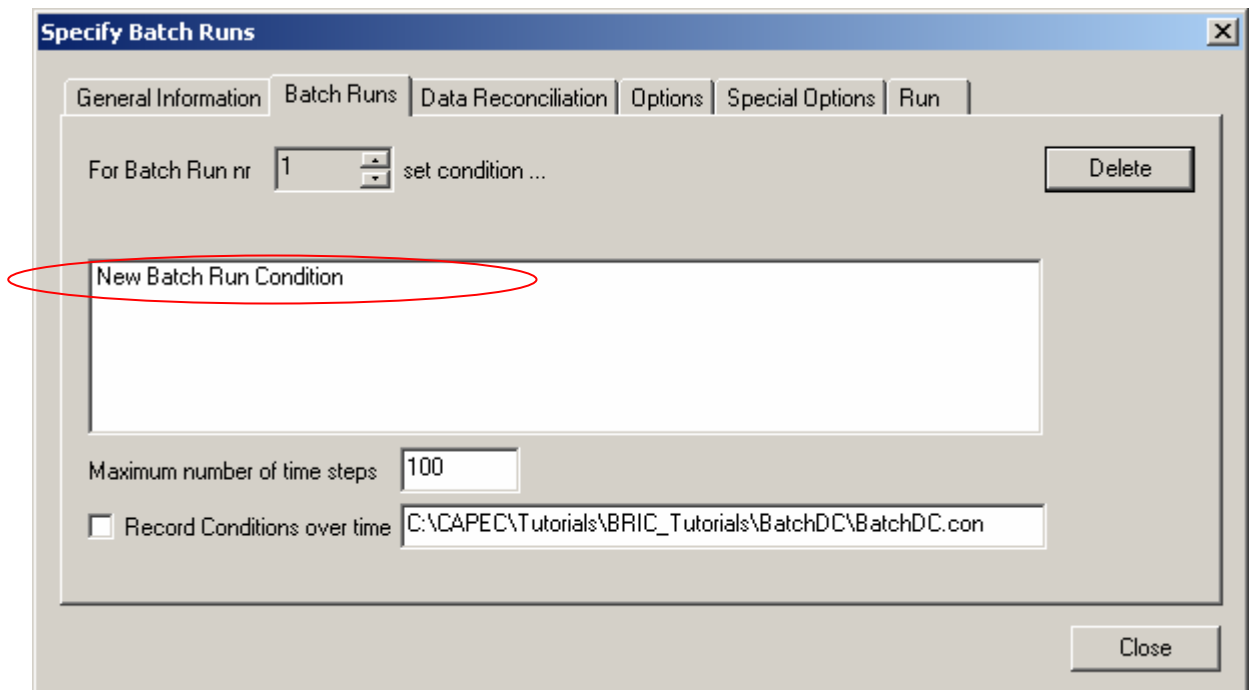 Specify Batch Runs
General Information Batch Runs Data Reconciliation Options Special Options Run
For Batch Run nr 1 set condition ... Delete
New Batch Run Condition
Maximum number of time steps 100
Record Conditions over time C:\CAPEC\Tutorials\BRIC_Tutorials\BatchDC\BatchDC.con
Close